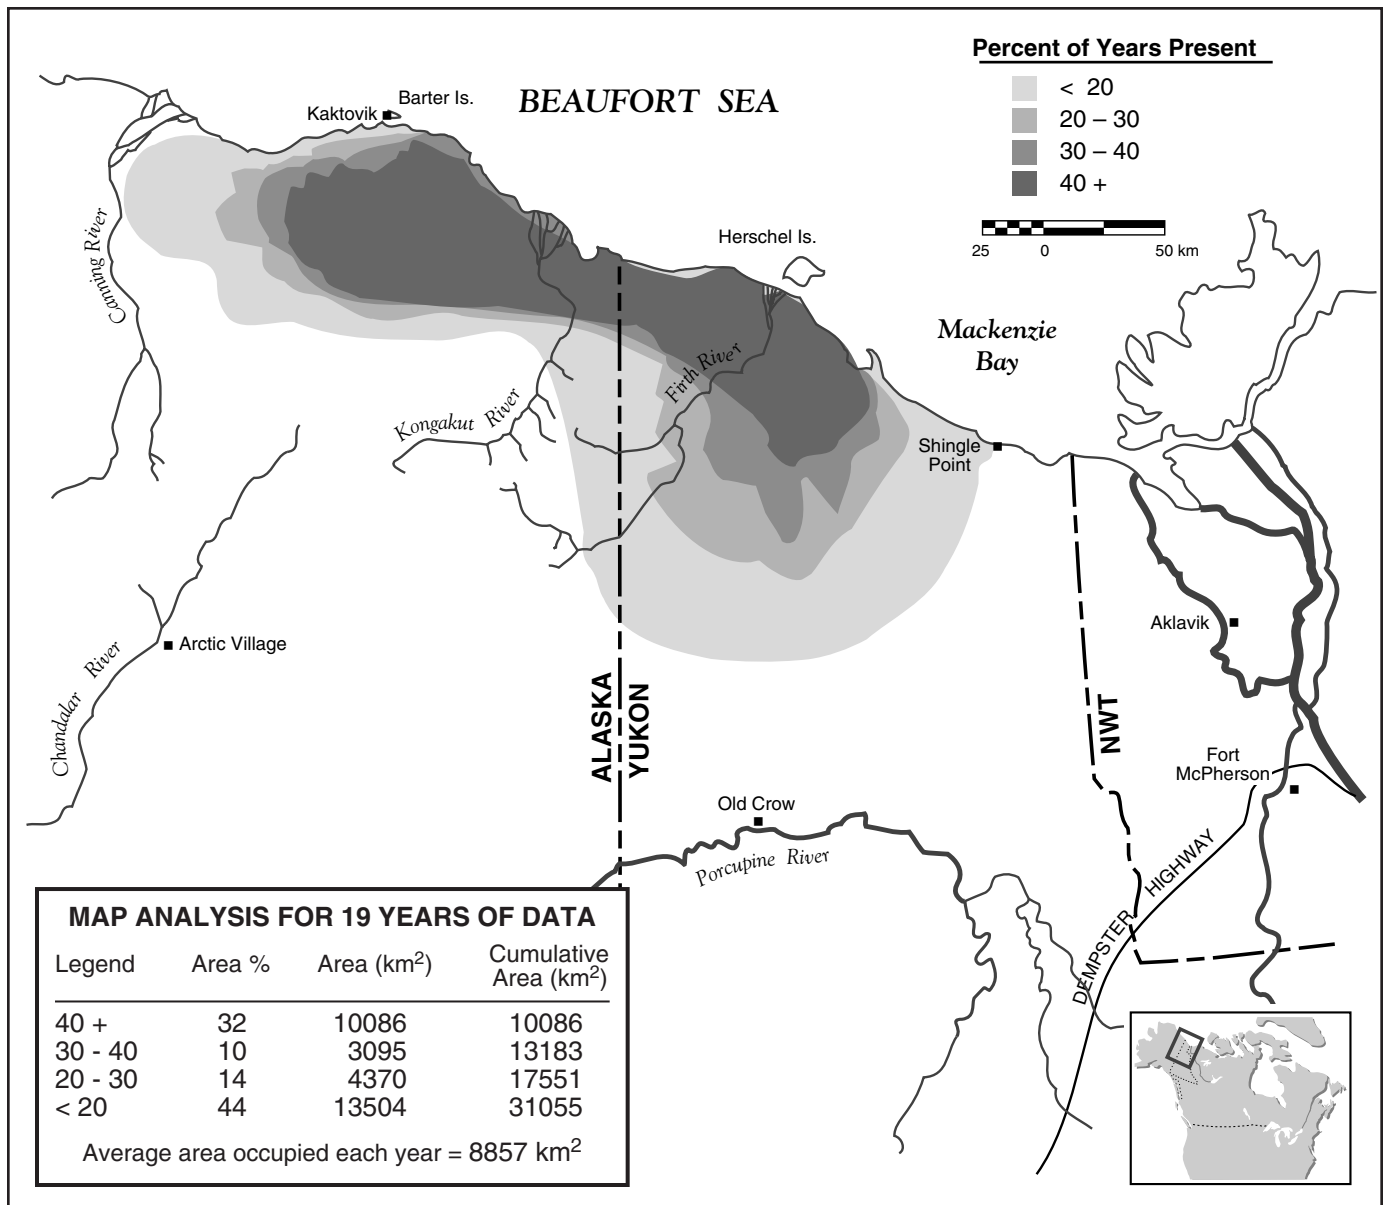 Percent of Years Present
< 20
20 – 30
30 – 40
40 +
25 0 50 km
BEAUFORT SEA
Barter Is.
Kaktovik
Herschel Is.
Mackenzie
Bay
Canning River
Kongakut River
Firth River
Shingle
Point
Aklavik
Arctic Village
Chandalar River
ALASKA
YUKON
NWT
Fort
McPherson
Old Crow
Porcupine River
DEMPSTER HIGHWAY
MAP ANALYSIS FOR 19 YEARS OF DATA
Legend Area % Area (km2) Cumulative
Area (km2)
40 + 32 10086 10086
30 - 40 10 3095 13183
20 - 30 14 4370 17551
< 20 44 13504 31055
Average area occupied each year = 8857 km2